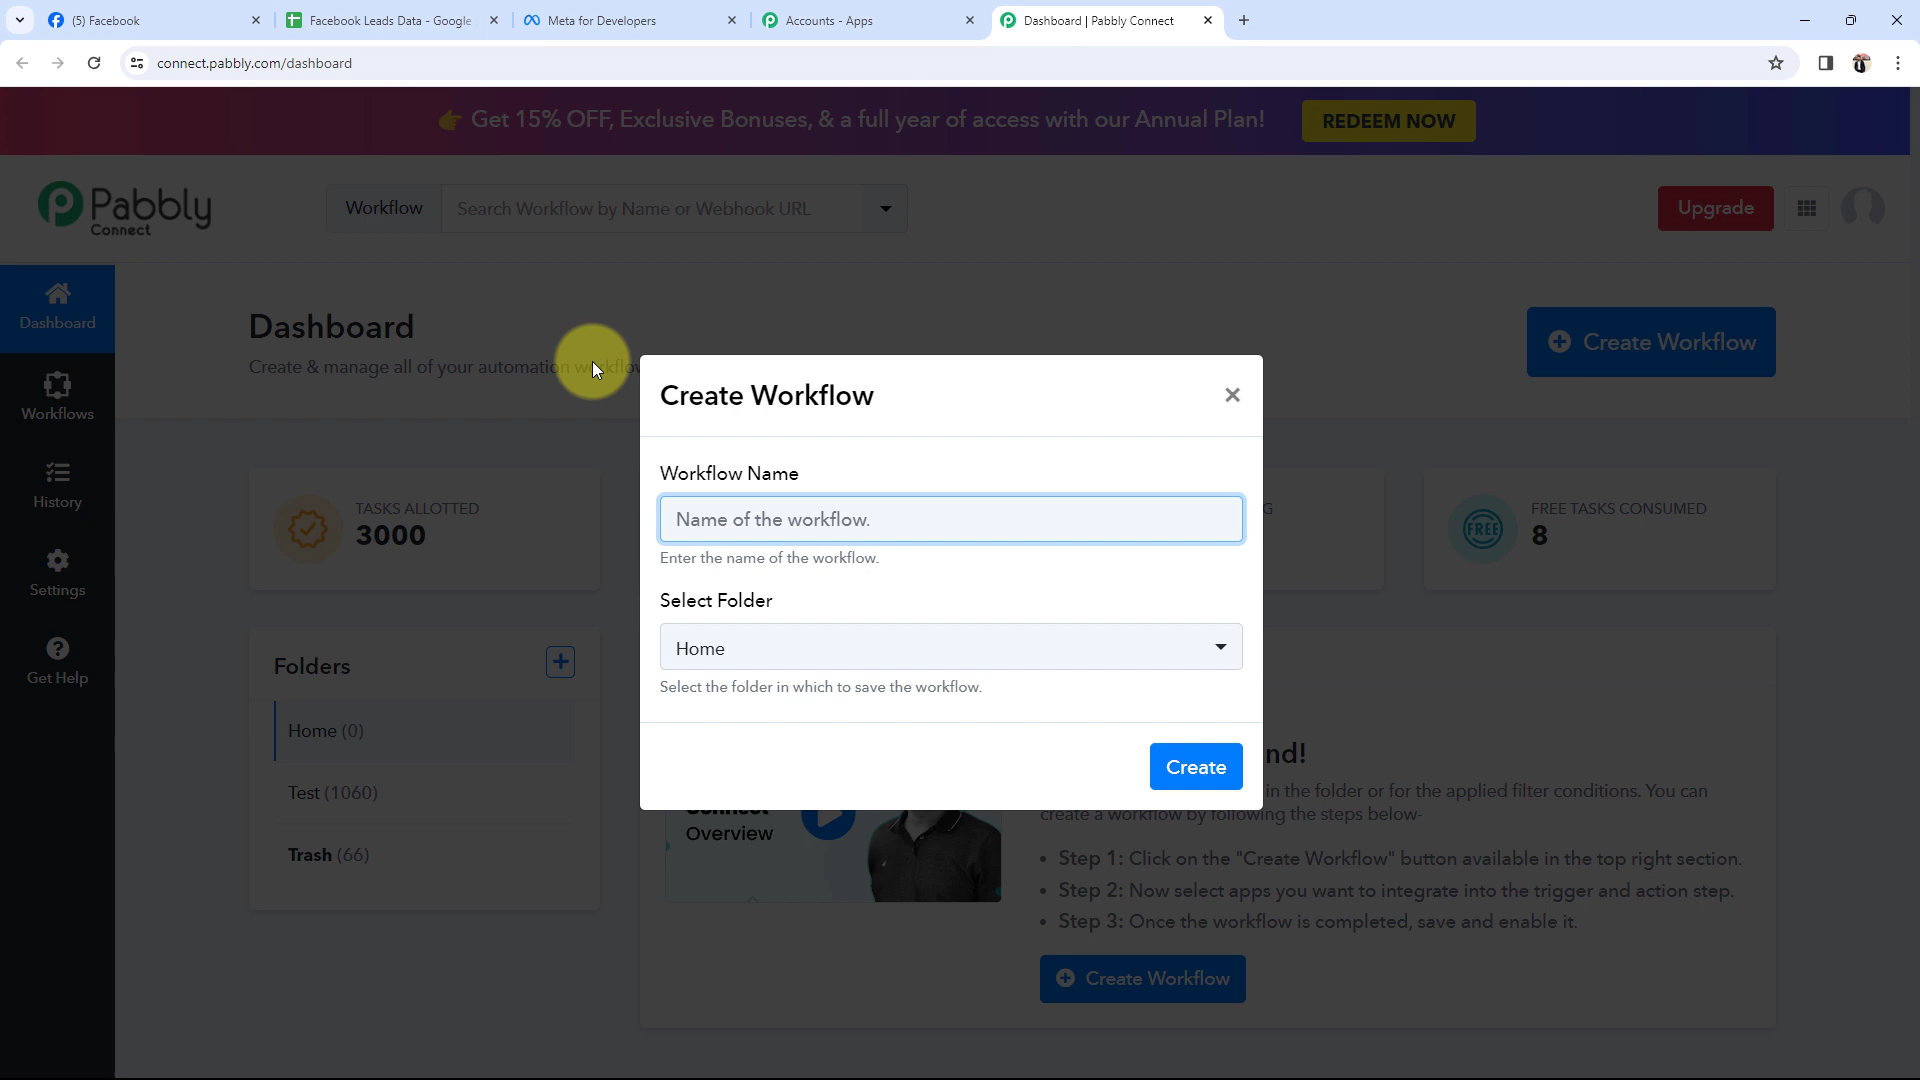 (5) Facebook
Facebook Leads Data - Google
Meta for Developers
Accounts - Apps
Dashboard | Pabbly Connect
connect.pabbly.com/dashboard
Get 15% OFF, Exclusive Bonuses, & a full year of access with our Annual Plan!
REDEEM NOW
Pabbly
Connect
Workflow
Search Workflow by Name or Webhook URL
Upgrade
Dashboard
Workflows
History
Settings
Get Help
Dashboard
Create & manage all of your automation workflow
Create Workflow
TASKS ALLOTTED
3000
G
FREE TASKS CONSUMED
FREE
8
Folders
Home (0)
Test (1060)
Trash (66)
Create Workflow
Workflow Name
Name of the workflow.
Enter the name of the workflow.
Select Folder
Home
Select the folder in which to save the workflow.
Create
Connect
Overview
nd!
in the folder or for the applied filter conditions. You can
create a workflow by following the steps below-
• Step 1: Click on the "Create Workflow" button available in the top right section.
• Step 2: Now select apps you want to integrate into the trigger and action step.
• Step 3: Once the workflow is completed, save and enable it.
Create Workflow